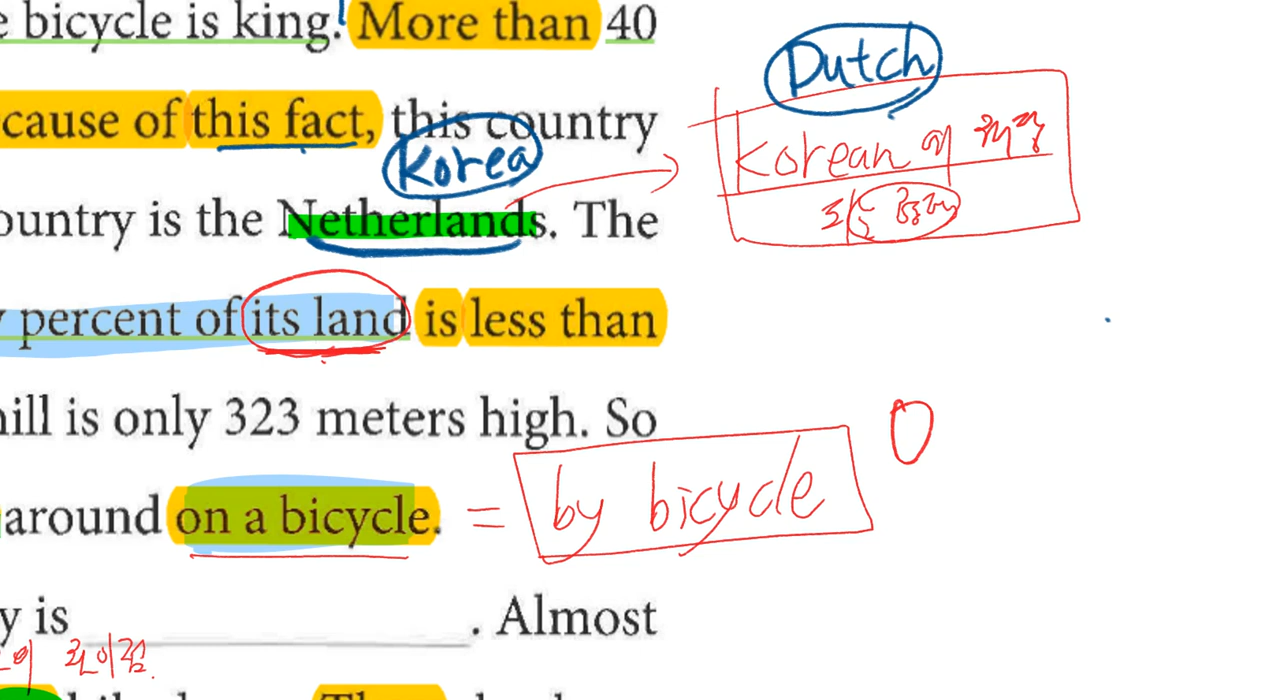 e bicycle is king. More than 40
Dutch
cause of this fact, this country
Korea
Korean
ountry is the Netherlands. The
percent of its land is less than
hill is only 323 meters high. So
around on a bicycle. = by bicycle
y is ____. Almost